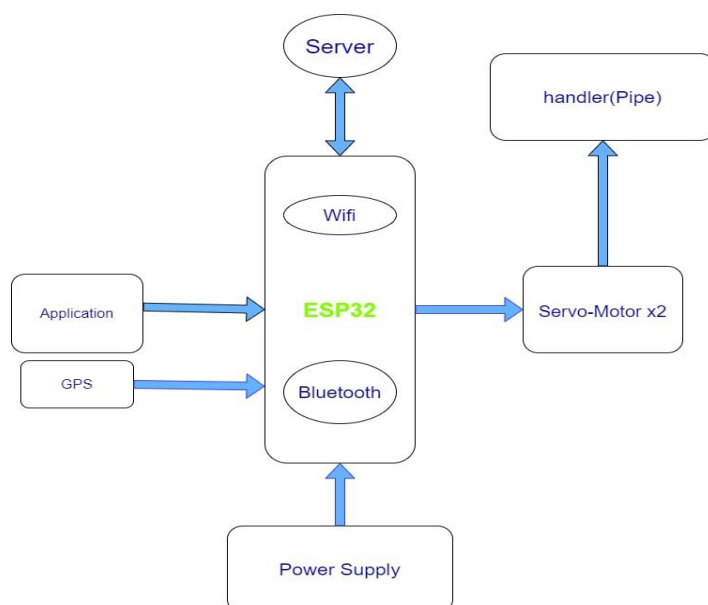 Server
handler(Pipe)
Wifi
Application
ESP32
Servo-Motor x2
GPS
Bluetooth
Power Supply